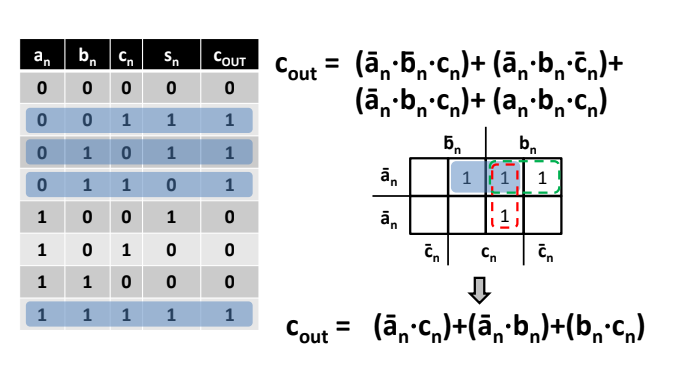 aₙ bₙ cₙ sₙ c_OUT
0 0 0 0 0
0 0 1 1 1
0 1 0 1 1
0 1 1 0 1
1 0 0 1 0
1 0 1 0 0
1 1 0 0 0
1 1 1 1 1
c_out = (āₙ·b̄ₙ·cₙ)+ (āₙ·bₙ·c̄ₙ)+
(āₙ·bₙ·cₙ)+ (aₙ·bₙ·cₙ)
b̄ₙ bₙ
āₙ 1 1 1
āₙ 1
c̄ₙ cₙ c̄ₙ
c_out = (āₙ·cₙ)+(āₙ·bₙ)+(bₙ·cₙ)